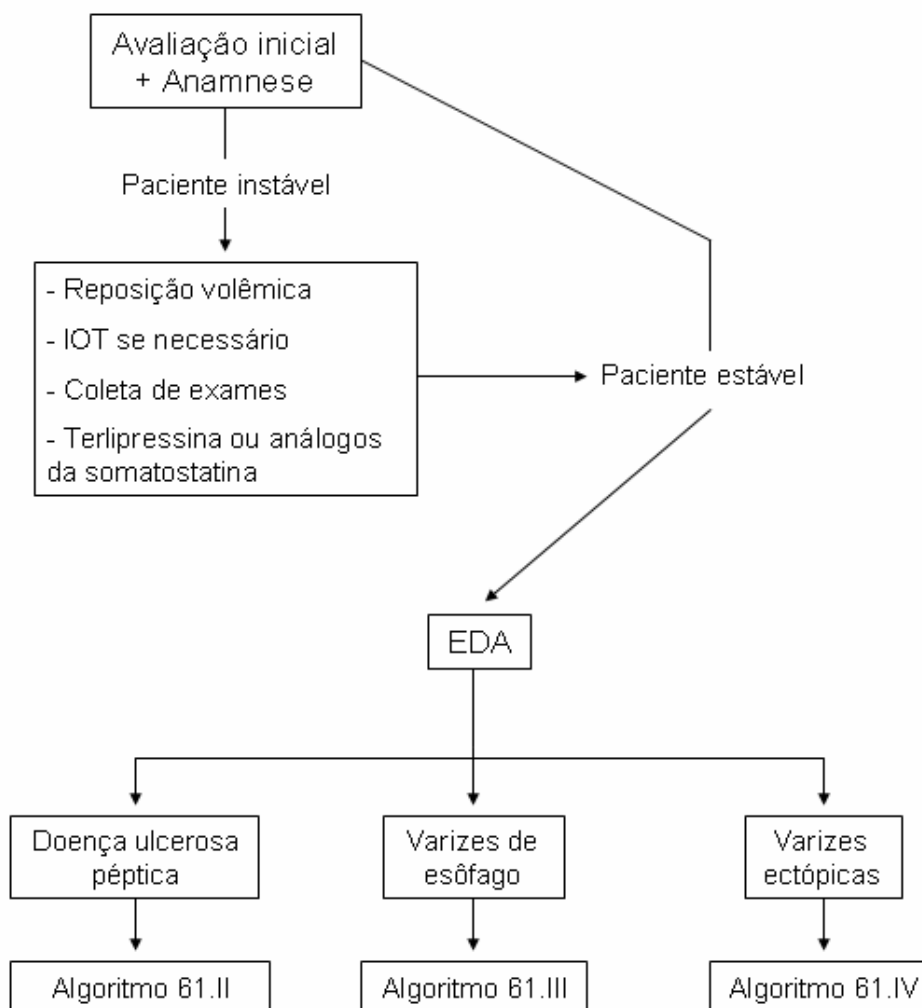 Avaliação inicial
+ Anamnese
Paciente instável
- Reposição volêmica
- IOT se necessário
- Coleta de exames
- Terlipressina ou análogos
da somatostatina
Paciente estável
EDA
Doença ulcerosa
péptica
Varizes de
esôfago
Varizes
ectópicas
Algoritmo 61.II
Algoritmo 61.III
Algoritmo 61.IV